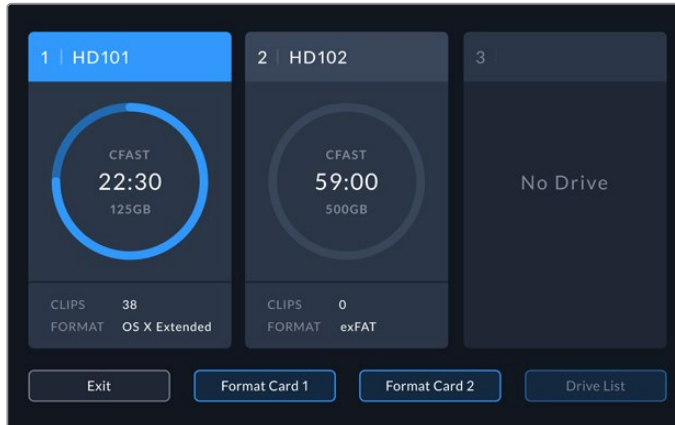 1 | HD101
CFAST
22:30
125GB
CLIPS 38
FORMAT OS X Extended
2 | HD102
CFAST
59:00
500GB
CLIPS 0
FORMAT exFAT
3
No Drive
Exit
Format Card 1
Format Card 2
Drive List